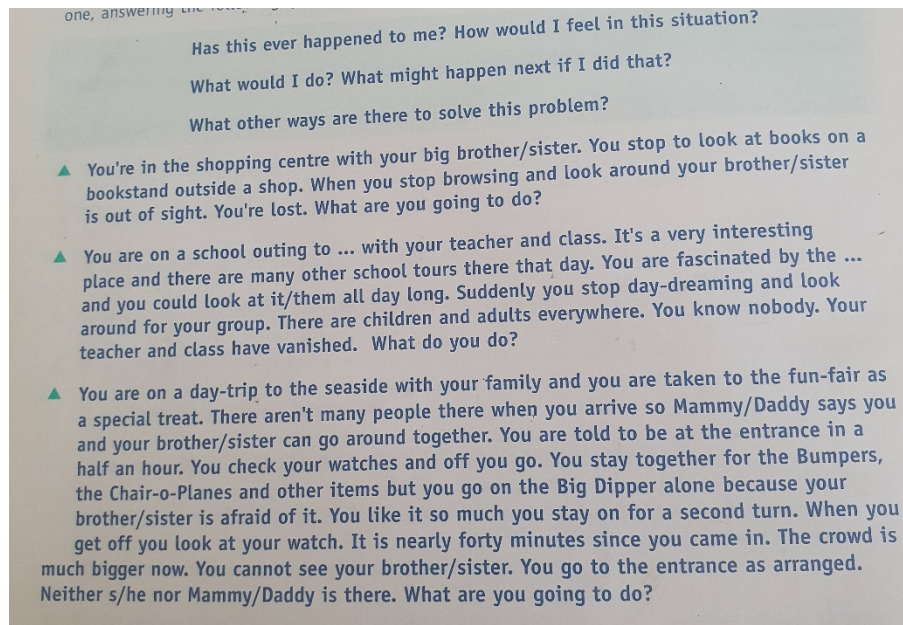 one, answering the
Has this ever happened to me? How would I feel in this situation?
What would I do? What might happen next if I did that?
What other ways are there to solve this problem?
▲ You're in the shopping centre with your big brother/sister. You stop to look at books on a
bookstand outside a shop. When you stop browsing and look around your brother/sister
is out of sight. You're lost. What are you going to do?
▲ You are on a school outing to ... with your teacher and class. It's a very interesting
place and there are many other school tours there that day. You are fascinated by the ...
and you could look at it/them all day long. Suddenly you stop day-dreaming and look
around for your group. There are children and adults everywhere. You know nobody. Your
teacher and class have vanished. What do you do?
▲ You are on a day-trip to the seaside with your family and you are taken to the fun-fair as
a special treat. There aren't many people there when you arrive so Mammy/Daddy says you
and your brother/sister can go around together. You are told to be at the entrance in a
half an hour. You check your watches and off you go. You stay together for the Bumpers,
the Chair-o-Planes and other items but you go on the Big Dipper alone because your
brother/sister is afraid of it. You like it so much you stay on for a second turn. When you
get off you look at your watch. It is nearly forty minutes since you came in. The crowd is
much bigger now. You cannot see your brother/sister. You go to the entrance as arranged.
Neither s/he nor Mammy/Daddy is there. What are you going to do?